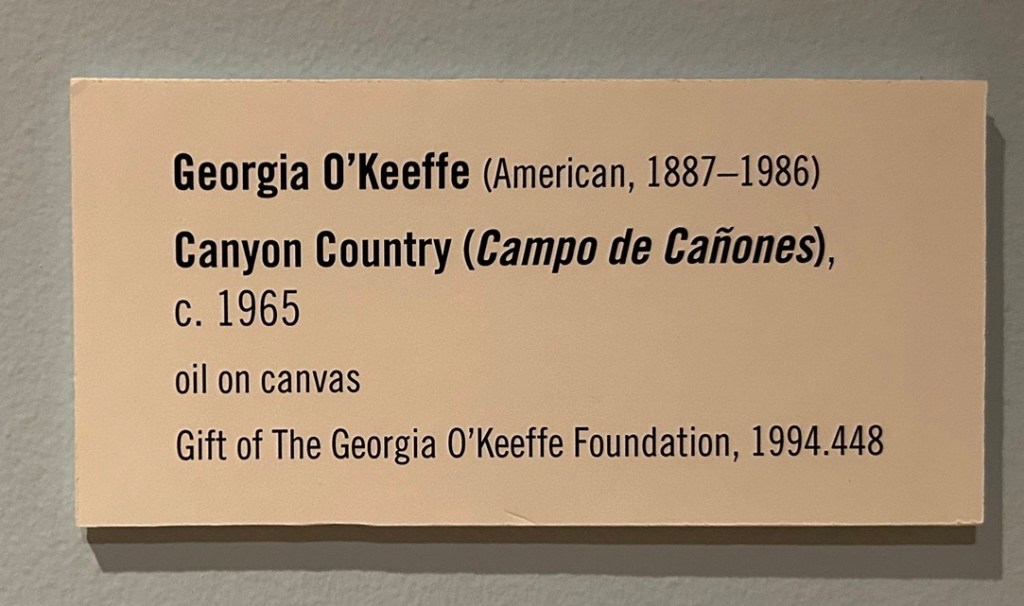 Georgia O’Keeffe (American, 1887–1986)
Canyon Country (Campo de Cañones),
c. 1965
oil on canvas
Gift of The Georgia O’Keeffe Foundation, 1994.448